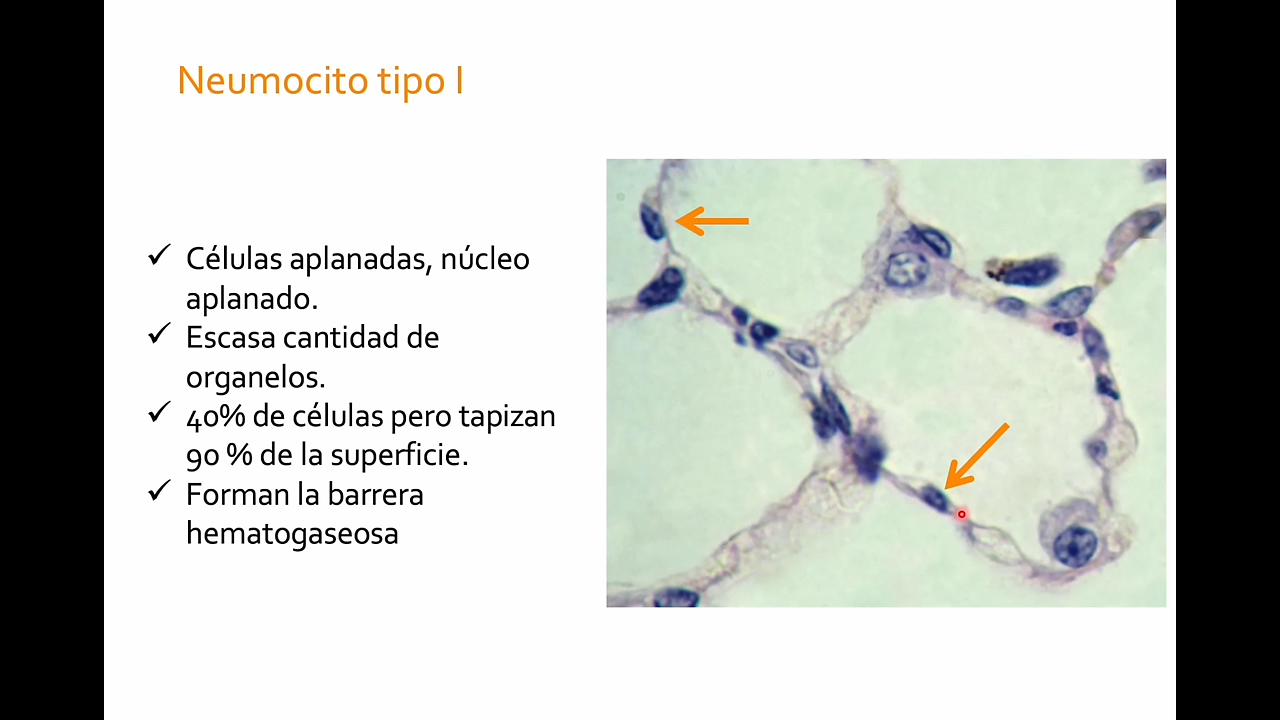 Neumocito tipo I
✓ Células aplanadas, núcleo
aplanado.
✓ Escasa cantidad de
organelos.
✓ 40% de células pero tapizan
90 % de la superficie.
✓ Forman la barrera
hematogaseosa